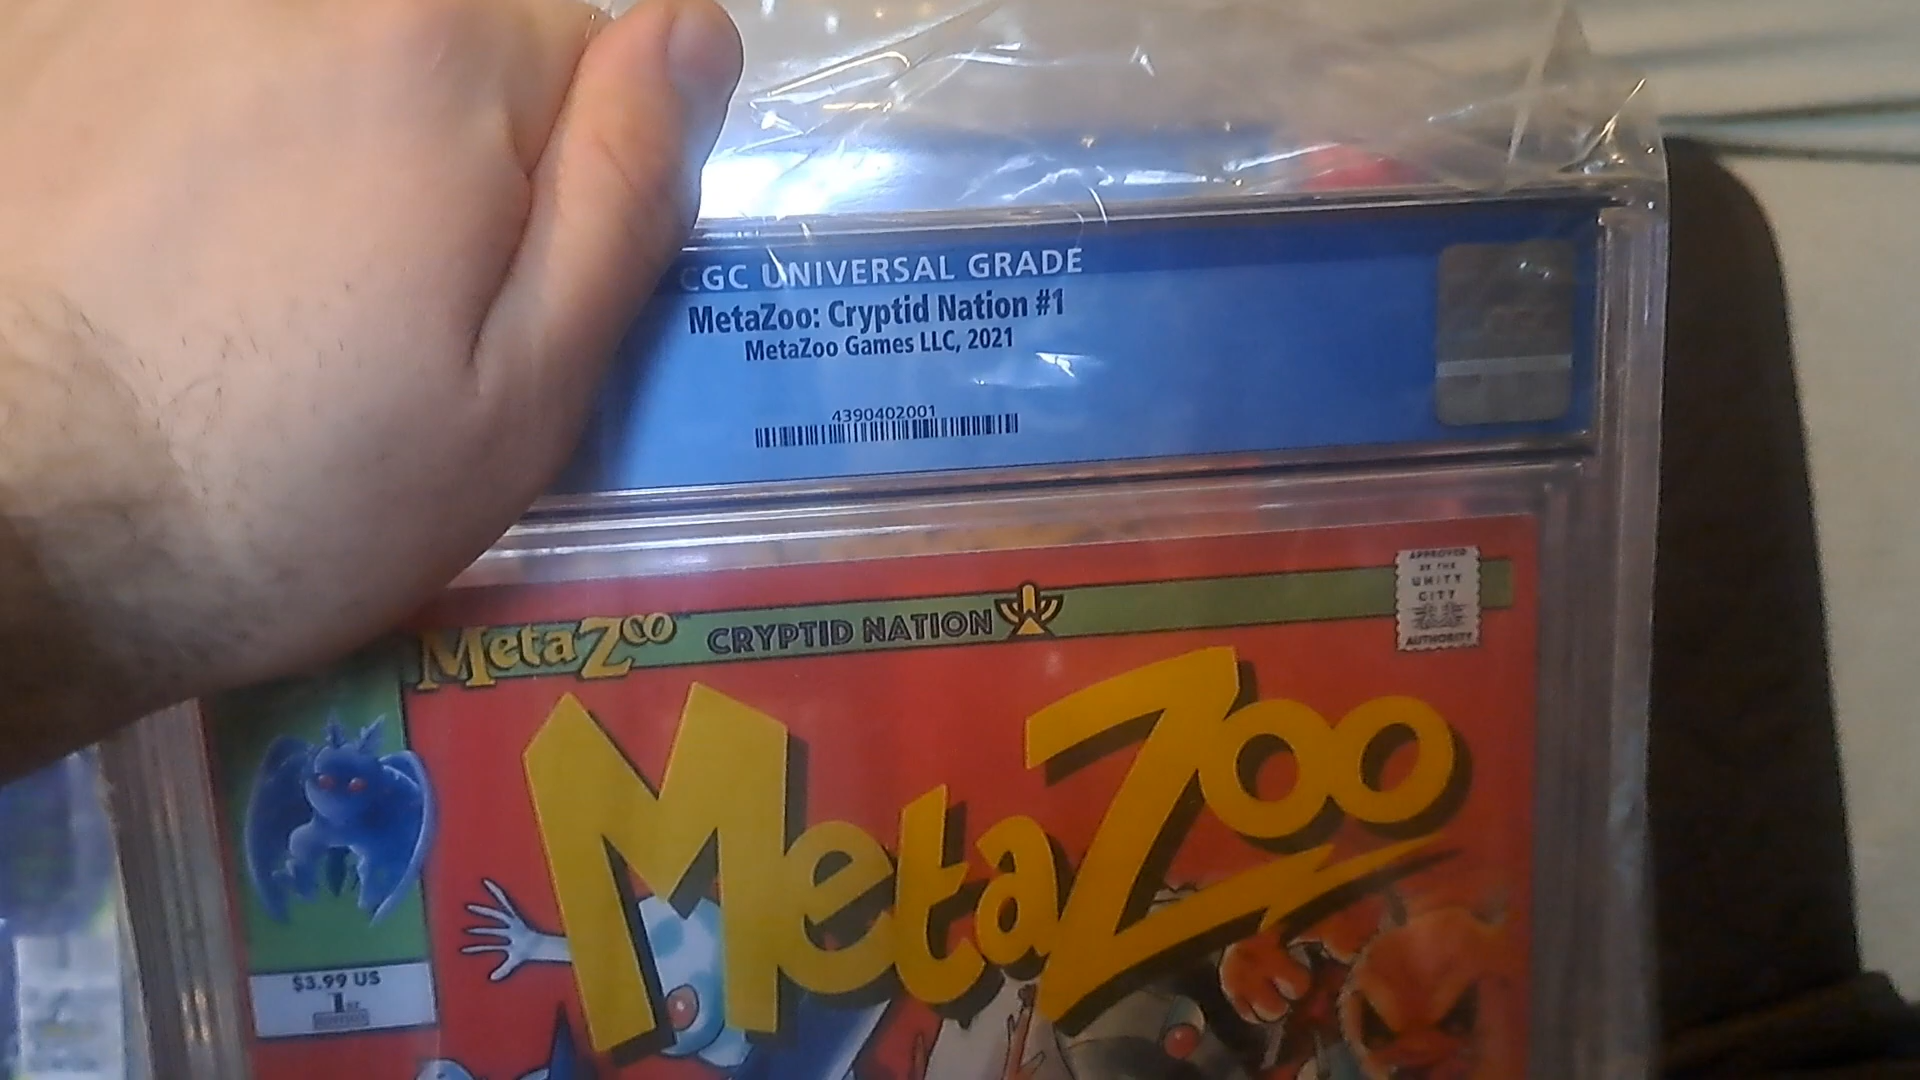 CGC UNIVERSAL GRADE
MetaZoo: Cryptid Nation #1
MetaZoo Games LLC, 2021
4390402001
MetaZoo CRYPTID NATION
APPROVED
BY THE
UNITY
CITY
AUTHORITY
MetaZoo
$3.99 US
1st